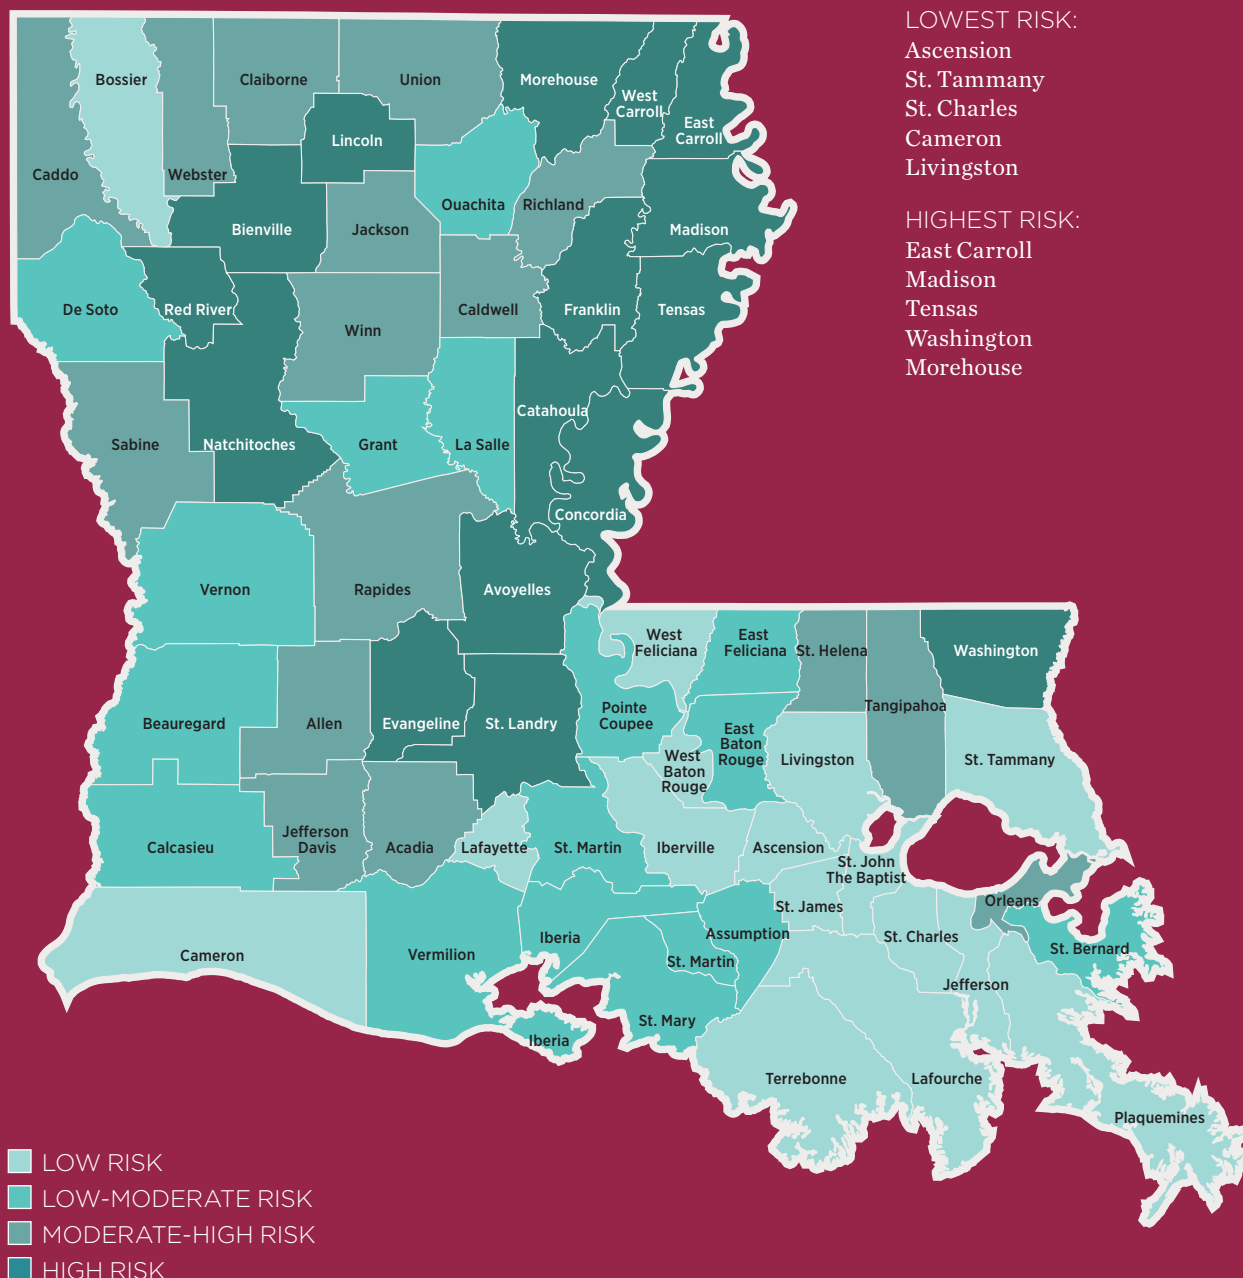 LOWEST RISK:
Ascension
St. Tammany
St. Charles
Cameron
Livingston
HIGHEST RISK:
East Carroll
Madison
Tensas
Washington
Morehouse
Bossier
Claiborne
Union
Morehouse
West
Carroll
East
Carroll
Lincoln
Caddo
Webster
Ouachita
Richland
Bienville
Jackson
Madison
De Soto
Red River
Winn
Caldwell
Franklin
Tensas
Catahoula
Sabine
Natchitoches
Grant
La Salle
Concordia
Vernon
Rapides
Avoyelles
West
Feliciana
East
Feliciana
St. Helena
Washington
Tangipahoa
Beauregard
Allen
Evangeline
St. Landry
Pointe
Coupee
East
Baton
Rouge
West
Baton
Rouge
Livingston
St. Tammany
Calcasieu
Jefferson
Davis
Acadia
Lafayette
St. Martin
Iberville
Ascension
St. John
The Baptist
St. James
Orleans
Cameron
Vermilion
Iberia
Assumption
St. Martin
St. Charles
St. Bernard
Jefferson
St. Mary
Iberia
Terrebonne
Lafourche
Plaquemines
LOW RISK
LOW-MODERATE RISK
MODERATE-HIGH RISK
HIGH RISK